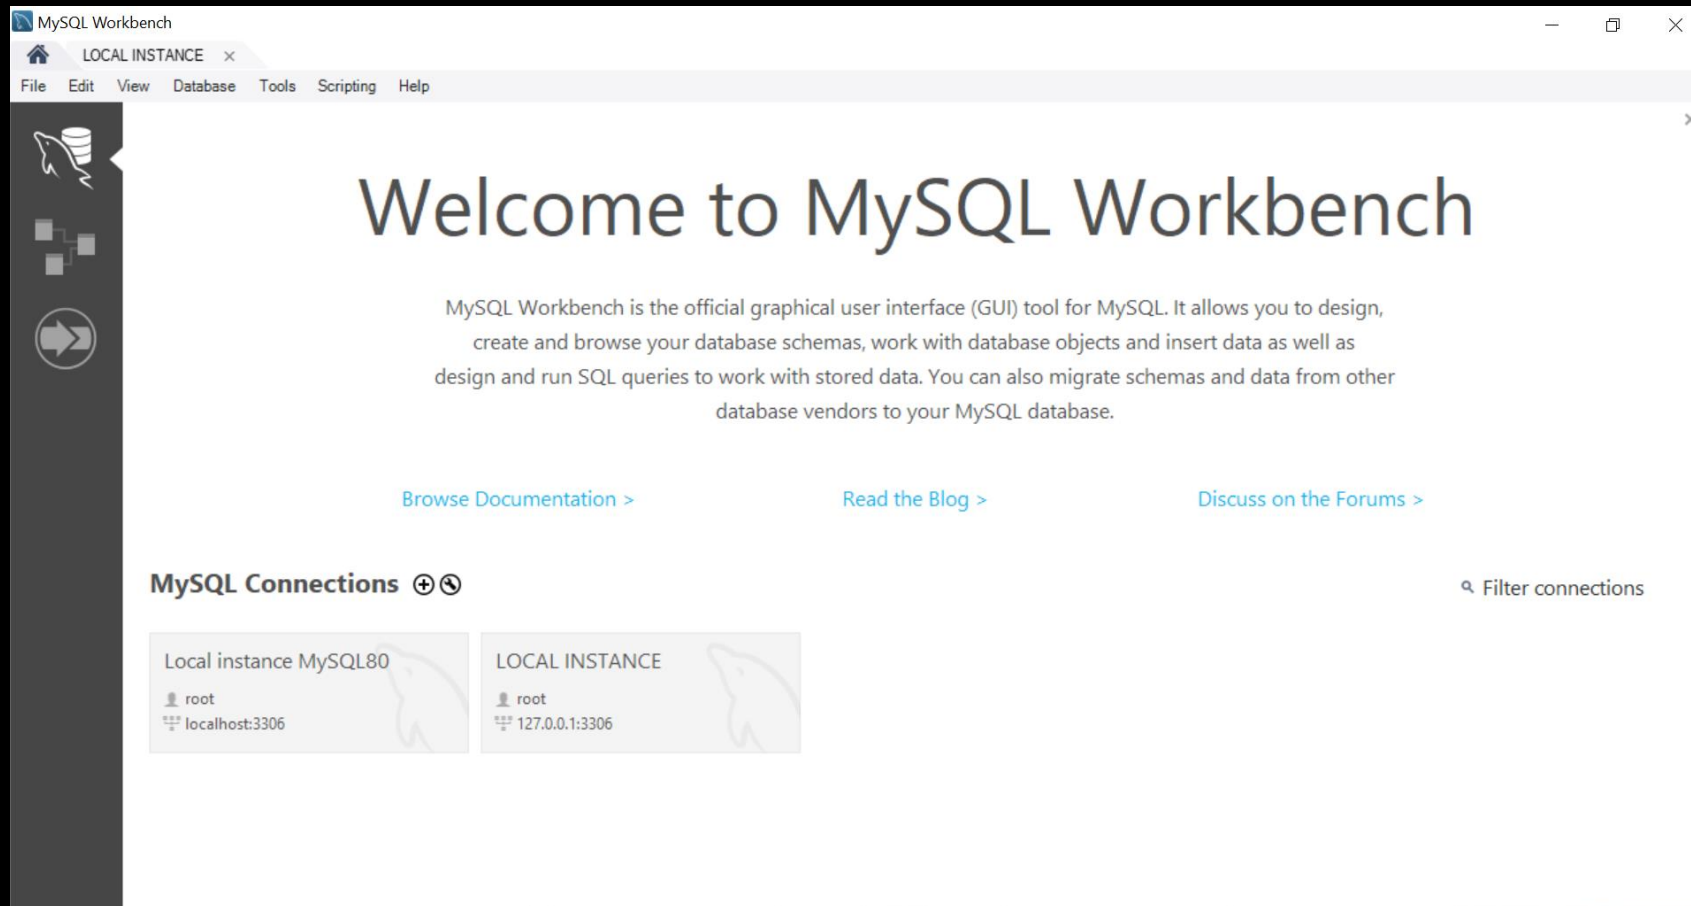 MySQL Workbench
LOCAL INSTANCE
File Edit View Database Tools Scripting Help
Welcome to MySQL Workbench
MySQL Workbench is the official graphical user interface (GUI) tool for MySQL. It allows you to design,
create and browse your database schemas, work with database objects and insert data as well as
design and run SQL queries to work with stored data. You can also migrate schemas and data from other
database vendors to your MySQL database.
Browse Documentation > Read the Blog > Discuss on the Forums >
MySQL Connections
Filter connections
Local instance MySQL80
root
localhost:3306
LOCAL INSTANCE
root
127.0.0.1:3306